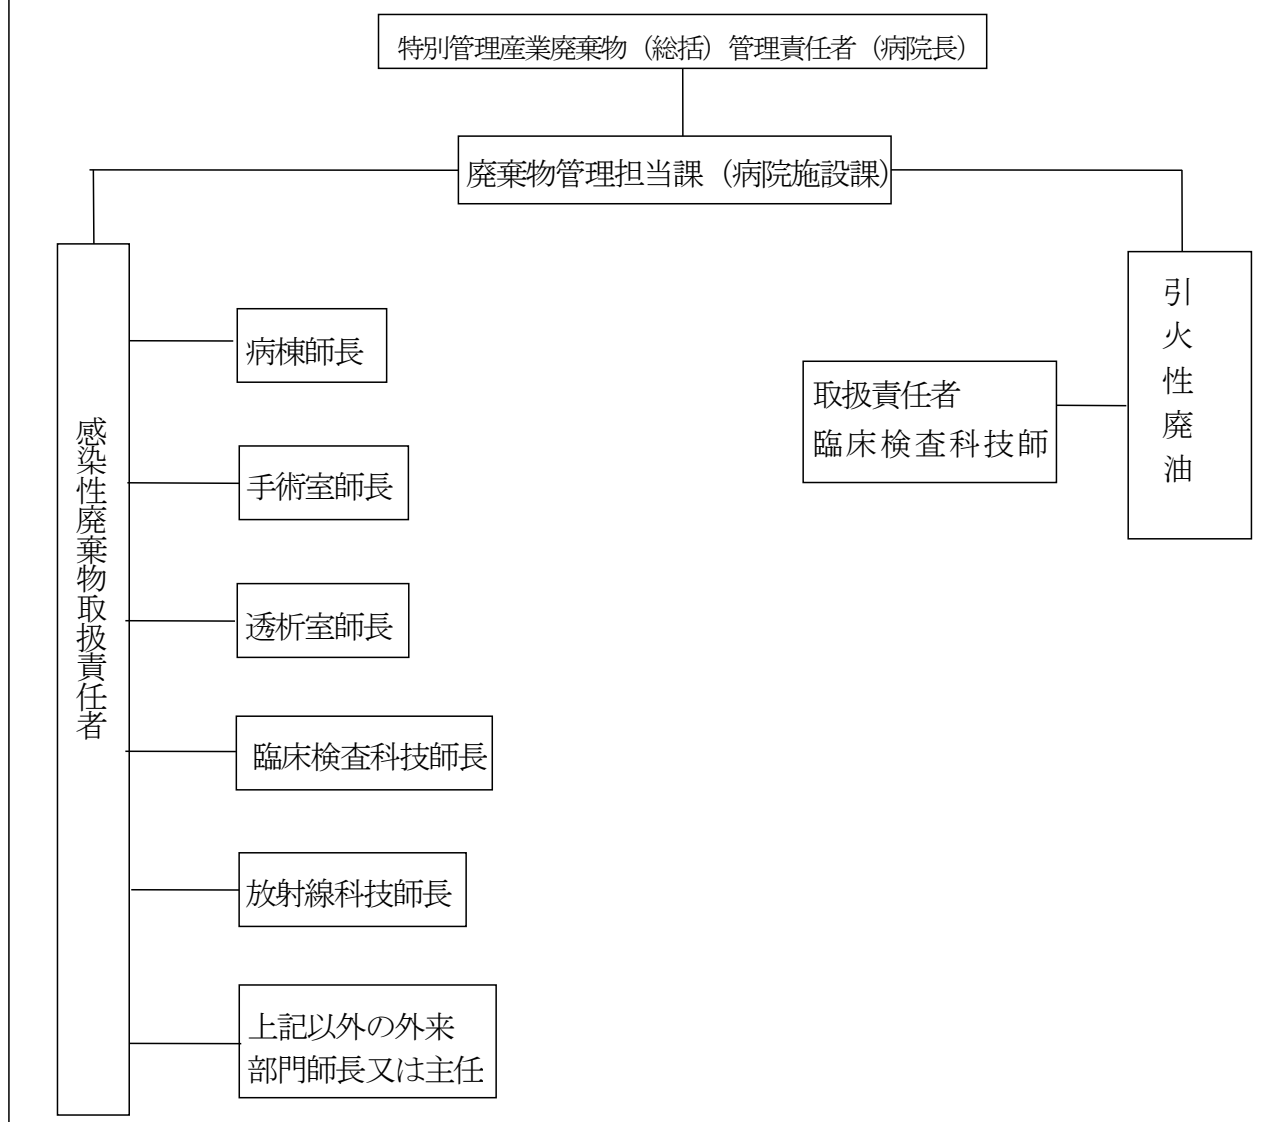 特別管理産業廃棄物（総括）管理責任者（病院長）
廃棄物管理担当課（病院施設課）
感染性廃棄物取扱責任者
病棟師長
手術室師長
透析室師長
臨床検査科技師長
放射線科技師長
上記以外の外来
部門師長又は主任
引火性廃油
取扱責任者
臨床検査科技師